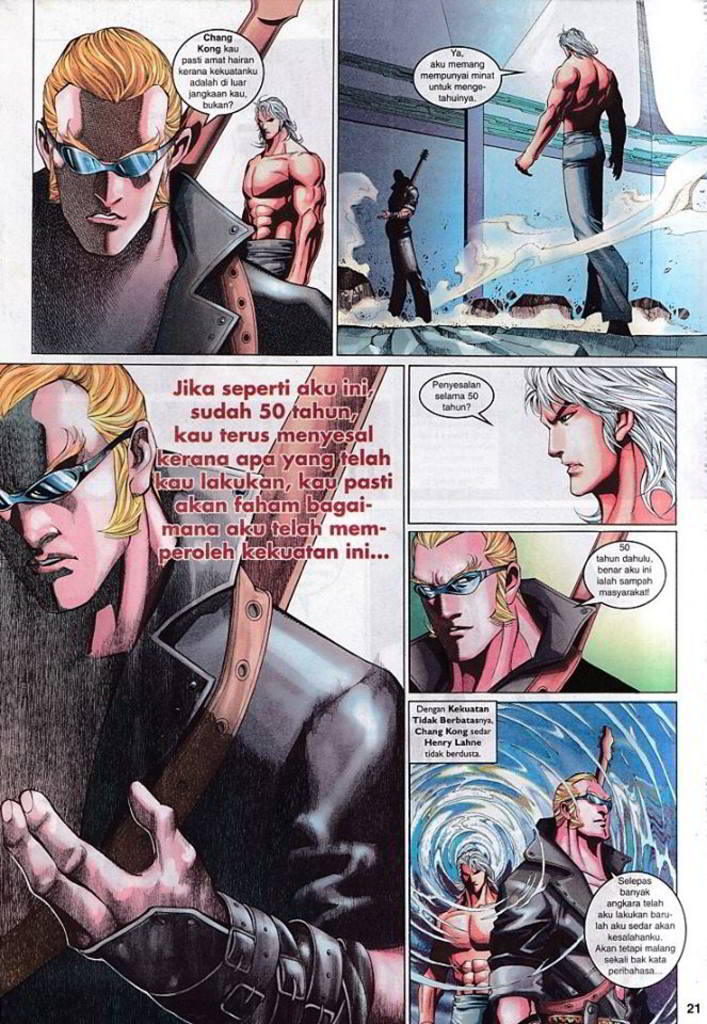 Chang
Kong kau
pasti amat hairan
kerana kekuatanku
adalah di luar
jangkaan kau,
bukan?
Ya,
aku memang
mempunyai minat
untuk menge-
tahuinya.
Jika seperti aku ini,
sudah 50 tahun,
kau terus menyesal
kerana apa yang telah
kau lakukan, kau pasti
akan faham bagai-
mana aku telah mem-
peroleh kekuatan ini...
Penyesalan
selama 50
tahun?
50
tahun dahulu,
benar aku ini
ialah sampah
masyarakat!
Dengan Kekuatan
Tidak Berbatasnya,
Chang Kong sedar
Henry Lahne
tidak berdusta.
Selepas
banyak
angkara telah
aku lakukan baru-
lah aku sedar akan
kesalahanku.
Akan tetapi malang
sekali bak kata
peribahasa...
21